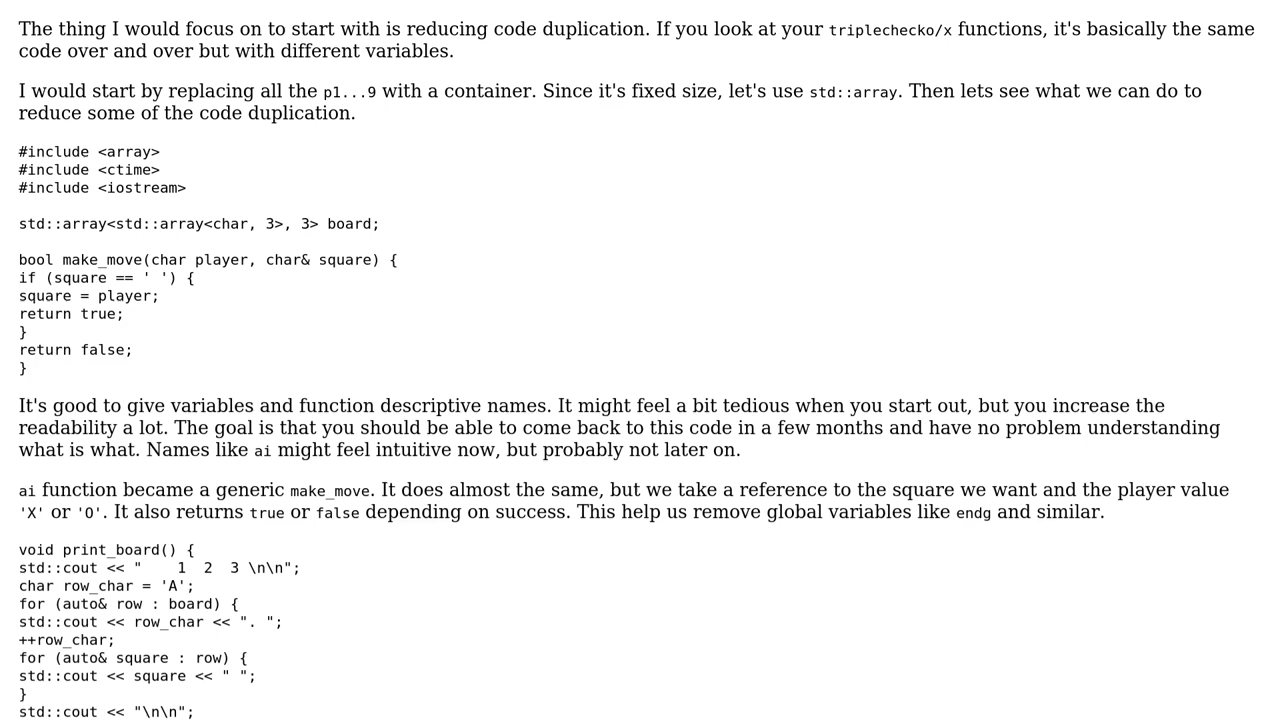 The thing I would focus on to start with is reducing code duplication. If you look at your triplechecko/x functions, it's basically the same
code over and over but with different variables.
I would start by replacing all the p1...9 with a container. Since it's fixed size, let's use std::array. Then lets see what we can do to
reduce some of the code duplication.
#include <array>
#include <ctime>
#include <iostream>
std::array<std::array<char, 3>, 3> board;
bool make_move(char player, char& square) {
if (square == ' ') {
square = player;
return true;
}
return false;
}
It's good to give variables and function descriptive names. It might feel a bit tedious when you start out, but you increase the
readability a lot. The goal is that you should be able to come back to this code in a few months and have no problem understanding
what is what. Names like ai might feel intuitive now, but probably not later on.
ai function became a generic make_move. It does almost the same, but we take a reference to the square we want and the player value
'X' or 'O'. It also returns true or false depending on success. This help us remove global variables like endg and similar.
void print_board() {
std::cout << "    1  2  3 \n\n";
char row_char = 'A';
for (auto& row : board) {
std::cout << row_char << ". ";
++row_char;
for (auto& square : row) {
std::cout << square << " ";
}
std::cout << "\n\n";